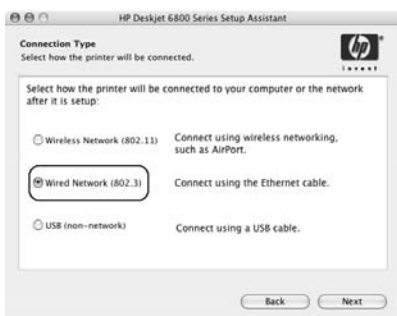 HP Deskjet 6800 Series Setup Assistant
Connection Type
Select how the printer will be connected.
hp
invent
Select how the printer will be connected to your computer or the network
after it is setup:
Wireless Network (802.11) Connect using wireless networking,
such as AirPort.
Wired Network (802.3) Connect using the Ethernet cable.
USB (non-network) Connect using a USB cable.
Back Next